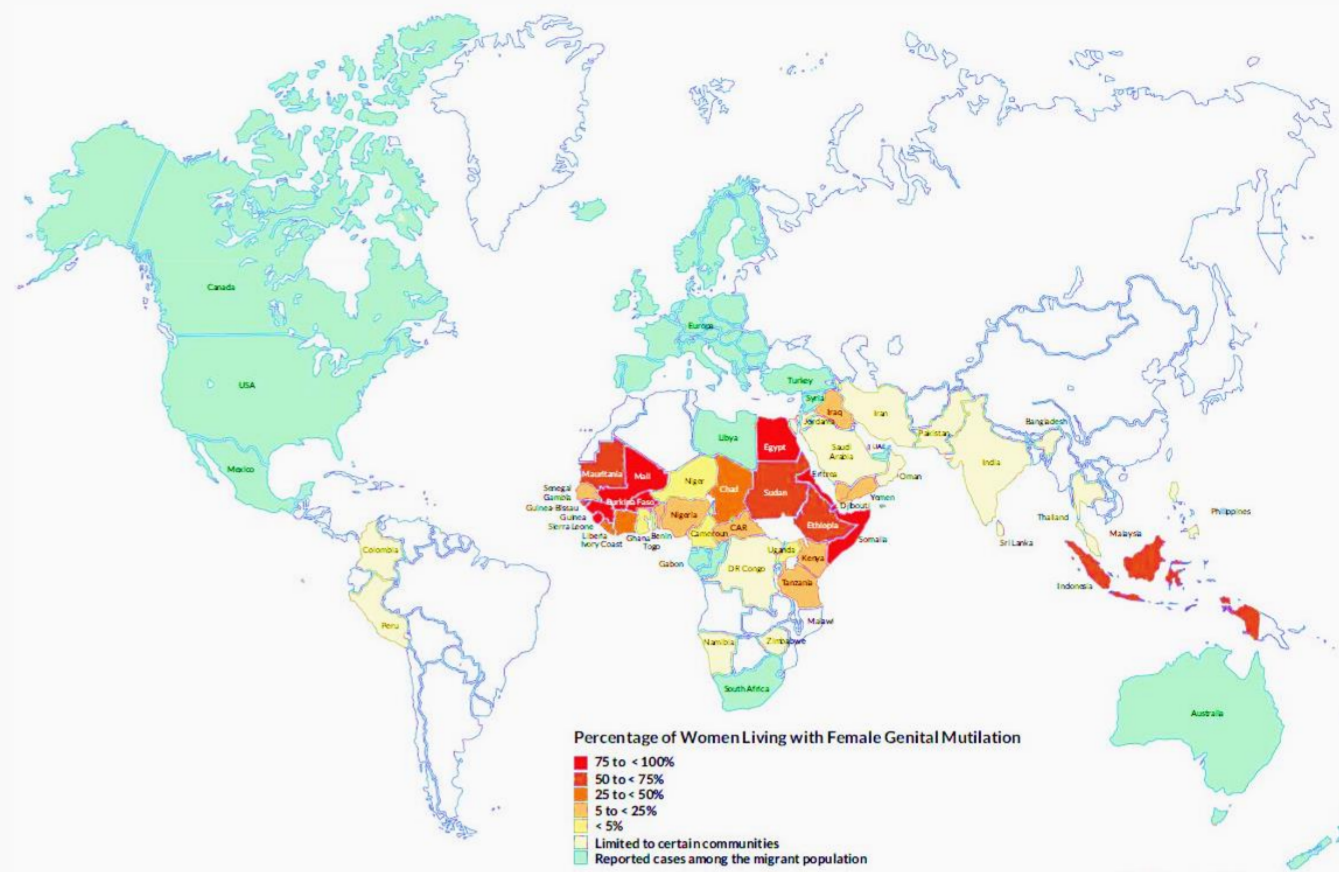 Canada
Europe
USA
Turkey
Syria
Iraq
Iran
Jordania
Bangladesh
Pakistan
Mexico
Libya
Egypt
Saudi
Arabia
UAE
India
Oman
Mauritania
Mali
Niger
Chad
Sudan
Eritrea
Yemen
Senegal
Gambia
Burkina Faso
Djibouti
Guinea-Bissau
Nigeria
Philippines
Guinea
Thailand
Sierra Leone
Ethiopia
CAR
Malaysia
Liberia
Ghana
Benin
Cameroun
Somalia
Sri Lanka
Ivory Coast
Togo
Colombia
Uganda
Gabon
DR Congo
Kenya
Tanzania
Indonesia
Peru
Malawi
Namibia
Zimbabwe
South Africa
Australia
Percentage of Women Living with Female Genital Mutilation
75 to < 100%
50 to < 75%
25 to < 50%
5 to < 25%
< 5%
Limited to certain communities
Reported cases among the migrant population